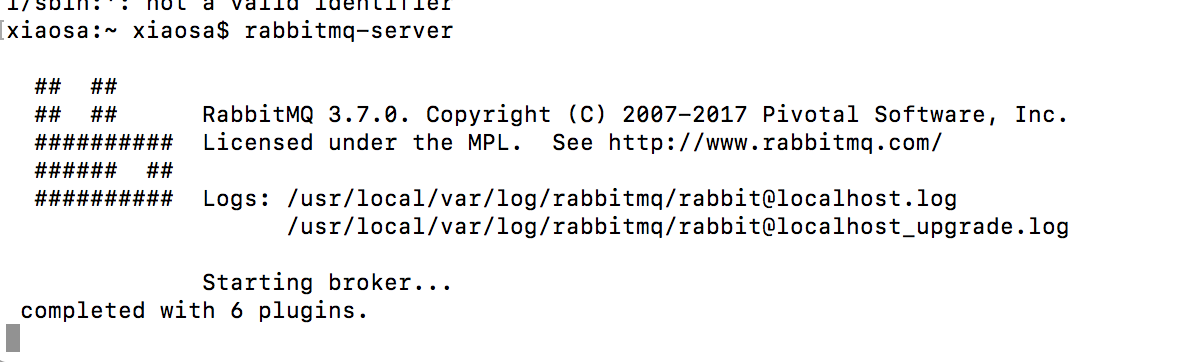 l/sbin:': not a valid identifier
[xiaosa:~ xiaosa$ rabbitmq-server
  ##  ##
  ##  ##      RabbitMQ 3.7.0. Copyright (C) 2007-2017 Pivotal Software, Inc.
  ##########  Licensed under the MPL.  See http://www.rabbitmq.com/
  ######  ##
  ##########  Logs: /usr/local/var/log/rabbitmq/rabbit@localhost.log
                    /usr/local/var/log/rabbitmq/rabbit@localhost_upgrade.log
              Starting broker...
 completed with 6 plugins.